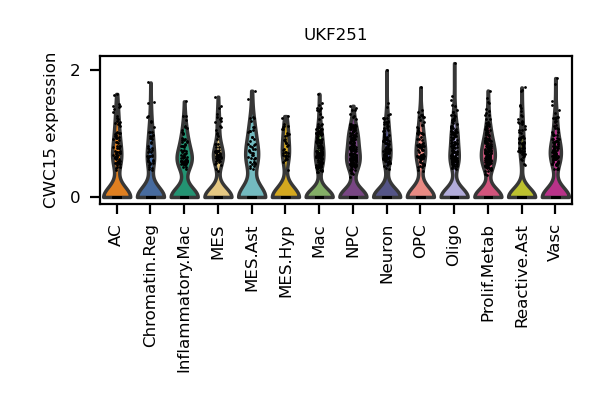 UKF251
CWC15 expression
2
0
AC
Chromatin.Reg
Inflammatory.Mac
MES
MES.Ast
MES.Hyp
Mac
NPC
Neuron
OPC
Oligo
Prolif.Metab
Reactive.Ast
Vasc